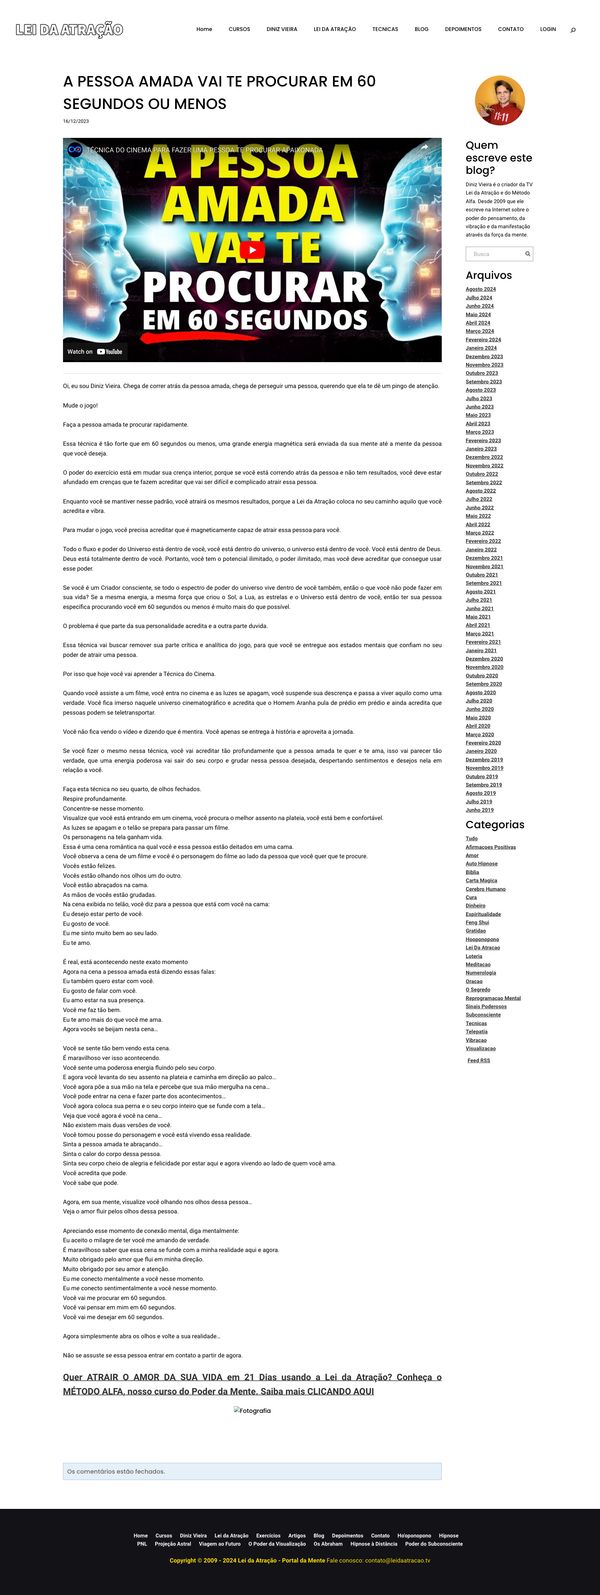 LEI DA ATRAÇÃO
Home CURSOS DINIZ VIEIRA LEI DA ATRAÇÃO TECNICAS BLOG DEPOIMENTOS CONTATO LOGIN
A PESSOA AMADA VAI TE PROCURAR EM 60
SEGUNDOS OU MENOS
16/12/2023
TÉCNICA DO CINEMA PARA FAZER UMA PESSOA TE PROCURAR APAIXONADA
A PESSOA
AMADA
VAI TE
PROCURAR
EM 60 SEGUNDOS
Watch on YouTube
Oi, eu sou Diniz Vieira. Chega de correr atrás da pessoa amada, chega de perseguir uma pessoa, querendo que ela te dê um pingo de atenção.
Mude o jogo!
Faça a pessoa amada te procurar rapidamente.
Essa técnica é tão forte que em 60 segundos ou menos, uma grande energia magnética será enviada da sua mente até a mente da pessoa
que você deseja.
O poder do exercício está em mudar sua crença interior, porque se você está correndo atrás da pessoa e não tem resultados, você deve estar
afundado em crenças que te fazem acreditar que vai ser difícil e complicado atrair essa pessoa.
Enquanto você se mantiver nesse padrão, você atrairá os mesmos resultados, porque a Lei da Atração coloca no seu caminho aquilo que você
acredita e vibra.
Para mudar o jogo, você precisa acreditar que é magneticamente capaz de atrair essa pessoa para você.
Todo o fluxo e poder do Universo está dentro de você, você está dentro do universo, o universo está dentro de você. Você está dentro de Deus.
Deus está totalmente dentro de você. Portanto, você tem o potencial ilimitado, o poder ilimitado, mas você deve acreditar que consegue usar
esse poder.
Se você é um Criador consciente, se todo o espectro de poder do universo vive dentro de você também, então o que você não pode fazer em
sua vida? Se a mesma energia, a mesma força que criou o Sol, a Lua, as estrelas e o Universo está dentro de você, então ter sua pessoa
específica procurando você em 60 segundos ou menos é muito mais do que possível.
O problema é que parte da sua personalidade acredita e a outra parte duvida.
Essa técnica vai buscar remover sua parte crítica e analítica do jogo, para que você se entregue aos estados mentais que confiam no seu
poder de atrair uma pessoa.
Por isso que hoje você vai aprender a Técnica do Cinema.
Quando você assiste a um filme, você entra no cinema e as luzes se apagam, você suspende sua descrença e passa a viver aquilo como uma
verdade. Você fica imerso naquele universo cinematográfico e acredita que o Homem Aranha pula de prédio em prédio e ainda acredita que
pessoas podem se teletransportar.
Você não fica vendo o vídeo e dizendo que é mentira. Você apenas se entrega à história e aproveita a jornada.
Se você fizer o mesmo nessa técnica, você vai acreditar tão profundamente que a pessoa amada te quer e te ama, isso vai parecer tão
verdade, que uma energia poderosa vai sair do seu corpo e grudar nessa pessoa desejada, despertando sentimentos e desejos nela em
relação a você.
Faça esta técnica no seu quarto, de olhos fechados.
Respire profundamente.
Concentre-se nesse momento.
Visualize que você está entrando em um cinema, você procura o melhor assento na plateia, você está bem e confortável.
As luzes se apagam e o telão se prepara para passar um filme.
Os personagens na tela ganham vida.
Essa é uma cena romântica na qual você e essa pessoa estão deitados em uma cama.
Você observa a cena de um filme e você é o personagem do filme ao lado da pessoa que você quer que te procure.
Vocês estão felizes.
Vocês estão olhando nos olhos um do outro.
Você estão abraçados na cama.
As mãos de vocês estão grudadas.
Na cena exibida no telão, você diz para a pessoa que está com você na cama:
Eu desejo estar perto de você.
Eu gosto de você.
Eu me sinto muito bem ao seu lado.
Eu te amo.
É real, está acontecendo neste exato momento
Agora na cena a pessoa amada está dizendo essas falas:
Eu também quero estar com você.
Eu gosto de falar com você.
Eu amo estar na sua presença.
Você me faz tão bem.
Eu te amo mais do que você me ama.
Agora vocês se beijam nesta cena...
Você se sente tão bem vendo esta cena.
É maravilhoso ver isso acontecendo.
Você sente uma poderosa energia fluindo pelo seu corpo.
E agora você levanta do seu assento na plateia e caminha em direção ao palco...
Você agora põe a sua mão na tela e percebe que sua mão mergulha na cena...
Você pode entrar na cena e fazer parte dos acontecimentos...
Você agora coloca sua perna e o seu corpo inteiro que se funde com a tela...
Veja que você agora é você na cena...
Não existem mais duas versões de você.
Você tomou posse do personagem e você está vivendo essa realidade.
Sinta a pessoa amada te abraçando...
Sinta o calor do corpo dessa pessoa.
Sinta seu corpo cheio de alegria e felicidade por estar aqui e agora vivendo ao lado de quem você ama.
Você acredita que pode.
Você sabe que pode.
Agora, em sua mente, visualize você olhando nos olhos dessa pessoa...
Veja o amor fluir pelos olhos dessa pessoa.
Apreciando esse momento de conexão mental, diga mentalmente:
Eu aceito o milagre de ter você me amando de verdade.
É maravilhoso saber que essa cena se funde com a minha realidade aqui e agora.
Muito obrigado pelo amor que flui em minha direção.
Muito obrigado por seu amor e atenção.
Eu me conecto mentalmente a você nesse momento.
Eu me conecto sentimentalmente a você nesse momento.
Você vai me procurar em 60 segundos.
Você vai pensar em mim em 60 segundos.
Você vai me desejar em 60 segundos.
Agora simplesmente abra os olhos e volte a sua realidade...
Não se assuste se essa pessoa entrar em contato a partir de agora.
Quer ATRAIR O AMOR DA SUA VIDA em 21 Dias usando a Lei da Atração? Conheça o
MÉTODO ALFA, nosso curso do Poder da Mente. Saiba mais CLICANDO AQUI
Fotografia
Os comentários estão fechados.
11:11
Quem
escreve este
blog?
Diniz Vieira é o criador da TV
Lei da Atração e do Método
Alfa. Desde 2009 que ele
escreve na Internet sobre o
poder do pensamento, da
vibração e da manifestação
através da força da mente.
Busca
Arquivos
Agosto 2024
Julho 2024
Junho 2024
Maio 2024
Abril 2024
Março 2024
Fevereiro 2024
Janeiro 2024
Dezembro 2023
Novembro 2023
Outubro 2023
Setembro 2023
Agosto 2023
Julho 2023
Junho 2023
Maio 2023
Abril 2023
Março 2023
Fevereiro 2023
Janeiro 2023
Dezembro 2022
Novembro 2022
Outubro 2022
Setembro 2022
Agosto 2022
Julho 2022
Junho 2022
Maio 2022
Abril 2022
Março 2022
Fevereiro 2022
Janeiro 2022
Dezembro 2021
Novembro 2021
Outubro 2021
Setembro 2021
Agosto 2021
Julho 2021
Junho 2021
Maio 2021
Abril 2021
Março 2021
Fevereiro 2021
Janeiro 2021
Dezembro 2020
Novembro 2020
Outubro 2020
Setembro 2020
Agosto 2020
Julho 2020
Junho 2020
Maio 2020
Abril 2020
Março 2020
Fevereiro 2020
Janeiro 2020
Dezembro 2019
Novembro 2019
Outubro 2019
Setembro 2019
Agosto 2019
Julho 2019
Junho 2019
Categorias
Tudo
Afirmacoes Positivas
Amor
Auto Hipnose
Biblia
Carta Magica
Cerebro Humano
Cura
Dinheiro
Espiritualidade
Feng Shui
Gratidao
Hooponopono
Lei Da Atracao
Loteria
Meditacao
Numerologia
Oracao
O Segredo
Reprogramacao Mental
Sinais Poderosos
Subconsciente
Tecnicas
Telepatia
Vibracao
Visualizacao
Feed RSS
Home Cursos Diniz Vieira Lei da Atração Exercícios Artigos Blog Depoimentos Contato Ho'oponopono Hipnose
PNL Projeção Astral Viagem ao Futuro O Poder da Visualização Os Abraham Hipnose à Distância Poder do Subconsciente
Copyright © 2009 - 2024 Lei da Atração - Portal da Mente Fale conosco: contato@leidaatracao.tv